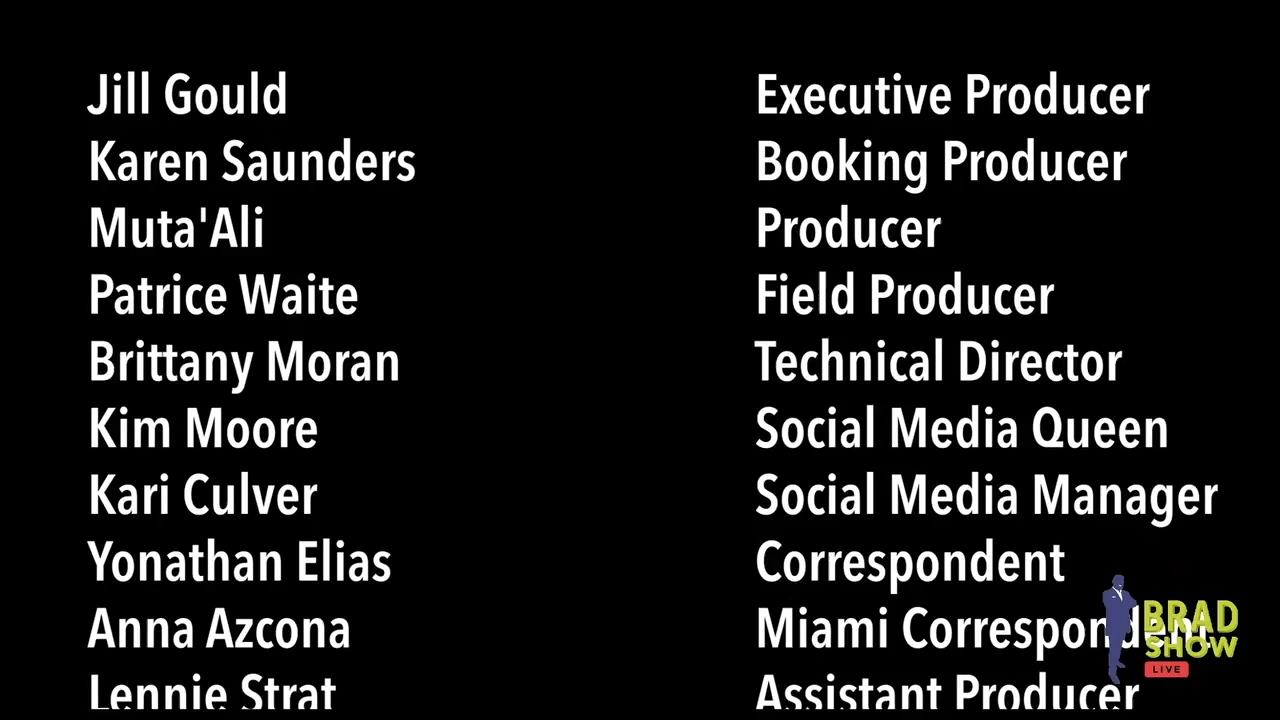 Jill Gould Executive Producer
Karen Saunders Booking Producer
Muta'Ali Producer
Patrice Waite Field Producer
Brittany Moran Technical Director
Kim Moore Social Media Queen
Kari Culver Social Media Manager
Yonathan Elias Correspondent
Anna Azcona Miami Correspondent
Lennie Strat Assistant Producer
BRAD
SHOW
LIVE